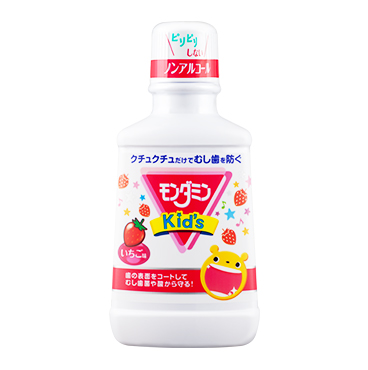 ピリピリ
しない
ノンアルコール
クチュクチュだけでむし歯を防ぐ
モンダミン
Kid's
いちご味
歯の表面をコートして
むし歯菌や酸から守る!